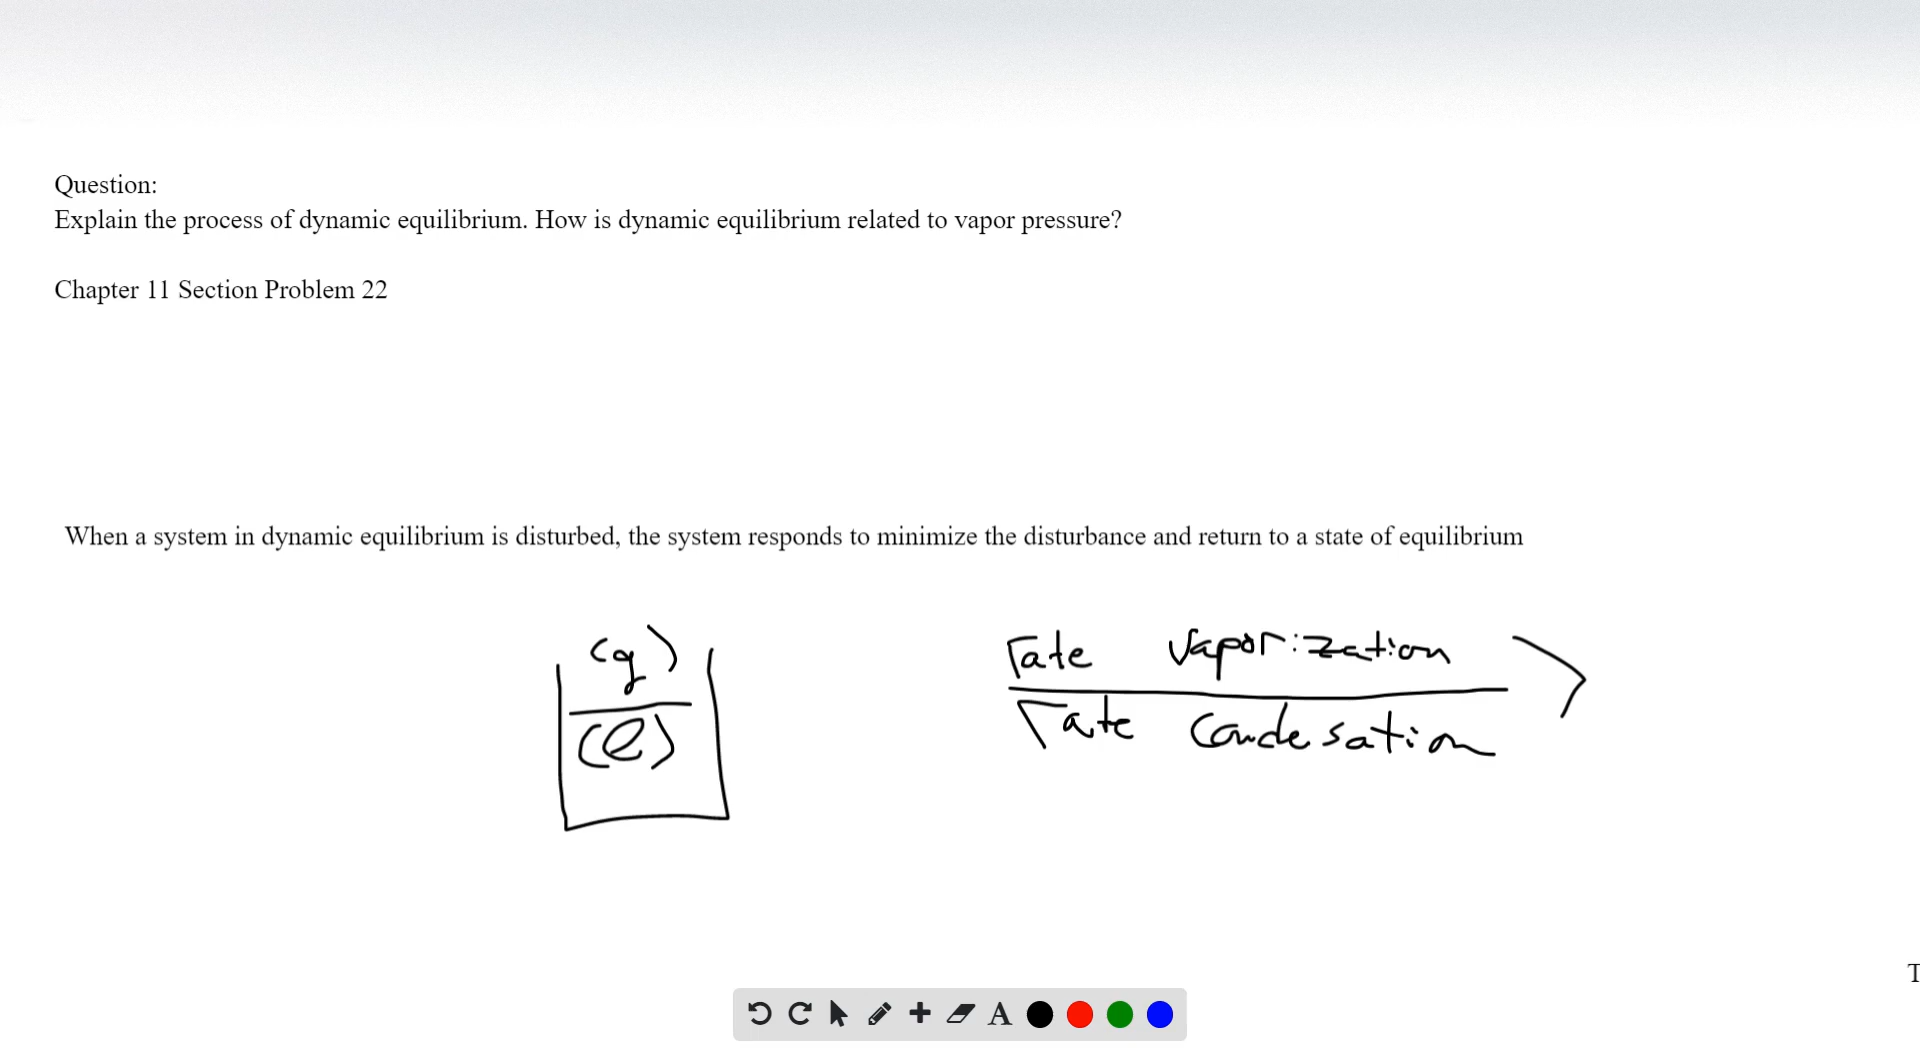 Question:
Explain the process of dynamic equilibrium. How is dynamic equilibrium related to vapor pressure?
Chapter 11 Section Problem 22
When a system in dynamic equilibrium is disturbed, the system responds to minimize the disturbance and return to a state of equilibrium
(g)
(l)
rate vaporization
rate condesation
T
A